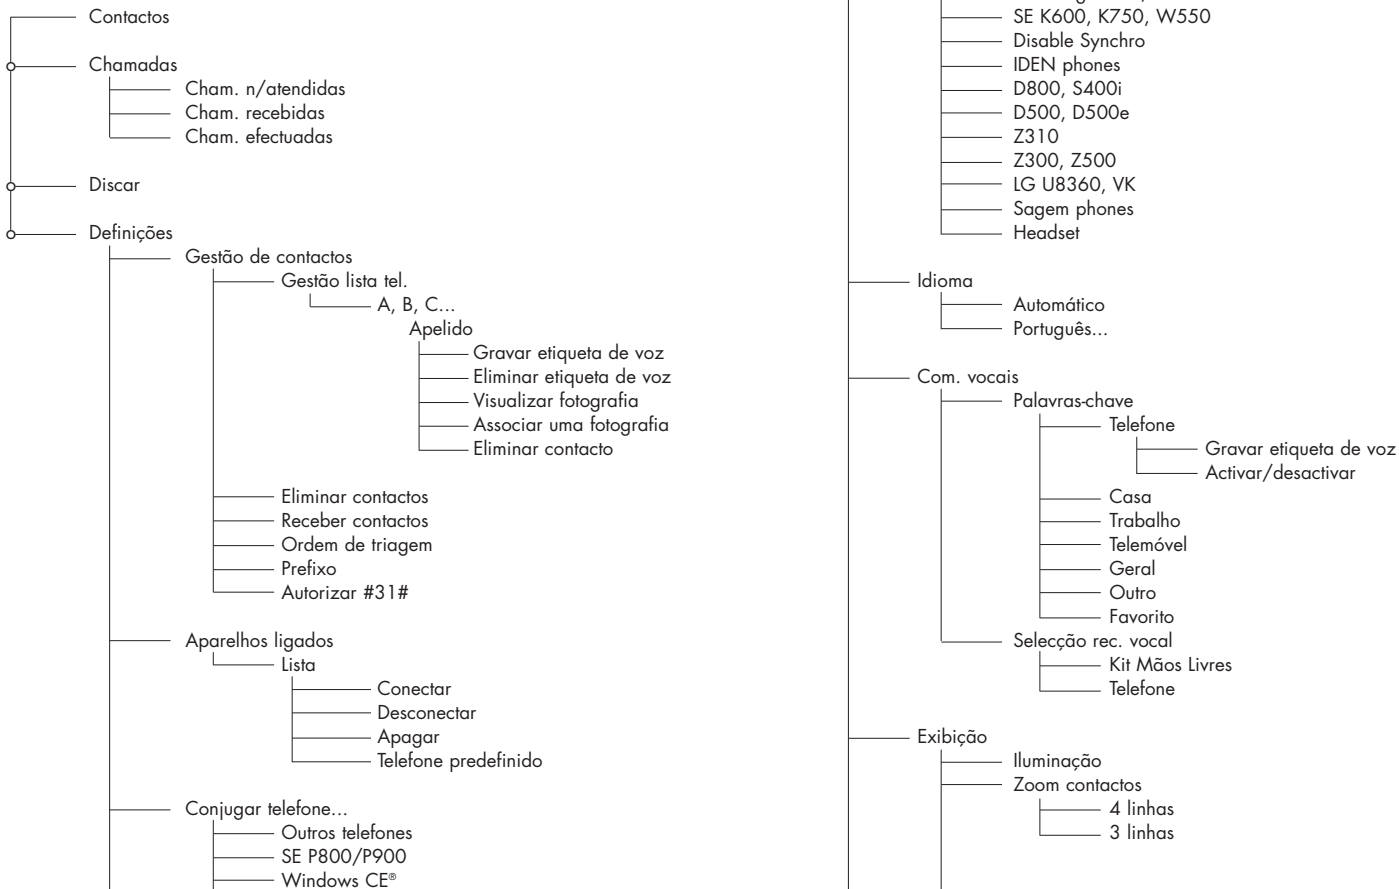 Contactos
Chamadas
Cham. n/atendidas
Cham. recebidas
Cham. efectuadas
Discar
Definições
Gestão de contactos
Gestão lista tel.
A, B, C...
Apelido
Gravar etiqueta de voz
Eliminar etiqueta de voz
Visualizar fotografia
Associar uma fotografia
Eliminar contacto
Eliminar contactos
Receber contactos
Ordem de triagem
Prefixo
Autorizar #31#
Aparelhos ligados
Lista
Conectar
Desconectar
Apagar
Telefone predefinido
Conjugar telefone...
Outros telefones
SE P800/P900
Windows CE®
SE K600, K750, W550
Disable Synchro
IDEN phones
D800, S400i
D500, D500e
Z310
Z300, Z500
LG U8360, VK
Sagem phones
Headset
Idioma
Automático
Português...
Com. vocais
Palavras-chave
Telefone
Gravar etiqueta de voz
Activar/desactivar
Casa
Trabalho
Telemóvel
Geral
Outro
Favorito
Selecção rec. vocal
Kit Mãos Livres
Telefone
Exibição
Iluminação
Zoom contactos
4 linhas
3 linhas